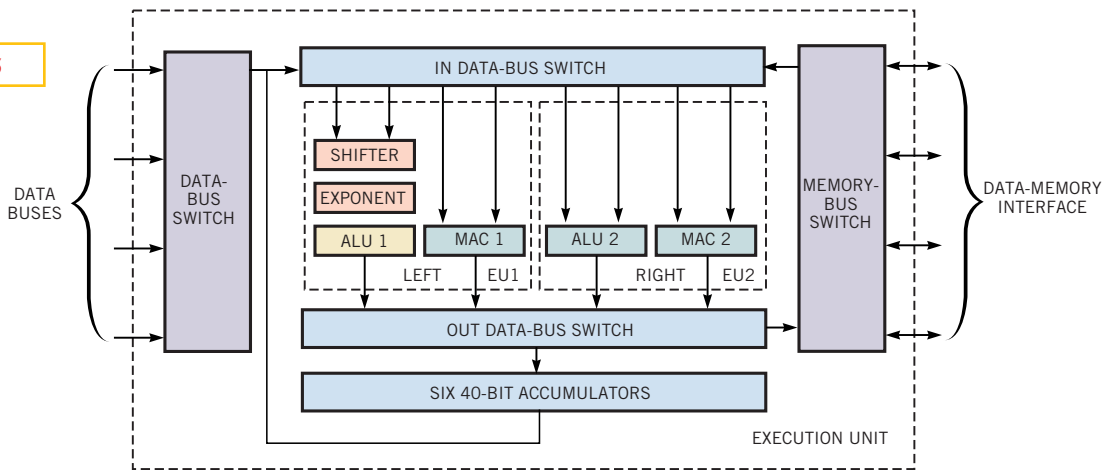 IN DATA-BUS SWITCH
SHIFTER
EXPONENT
ALU 1
MAC 1
ALU 2
MAC 2
LEFT EU1
RIGHT EU2
DATA
BUSES
DATA-
BUS
SWITCH
MEMORY-
BUS
SWITCH
DATA-MEMORY
INTERFACE
OUT DATA-BUS SWITCH
SIX 40-BIT ACCUMULATORS
EXECUTION UNIT